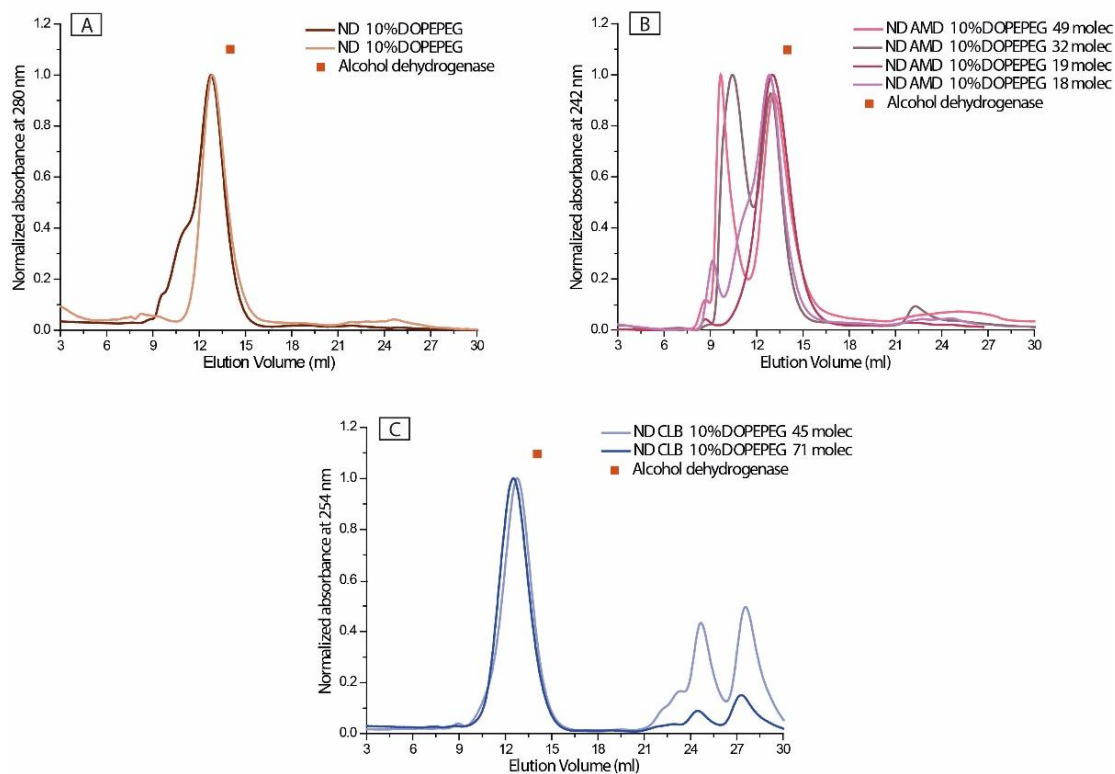 A
ND 10%DOPEPEG
ND 10%DOPEPEG
Alcohol dehydrogenase
Normalized absorbance at 280 nm
1.2
1.0
0.8
0.6
0.4
0.2
0.0
3 6 9 12 15 18 21 24 27 30
Elution Volume (ml)
B
ND AMD 10%DOPEPEG 49 molec
ND AMD 10%DOPEPEG 32 molec
ND AMD 10%DOPEPEG 19 molec
ND AMD 10%DOPEPEG 18 molec
Alcohol dehydrogenase
Normalized absorbance at 242 nm
1.2
1.0
0.8
0.6
0.4
0.2
0.0
3 6 9 12 15 18 21 24 27 30
Elution Volume (ml)
C
ND CLB 10%DOPEPEG 45 molec
ND CLB 10%DOPEPEG 71 molec
Alcohol dehydrogenase
Normalized absorbance at 254 nm
1.2
1.0
0.8
0.6
0.4
0.2
0.0
3 6 9 12 15 18 21 24 27 30
Elution Volume (ml)